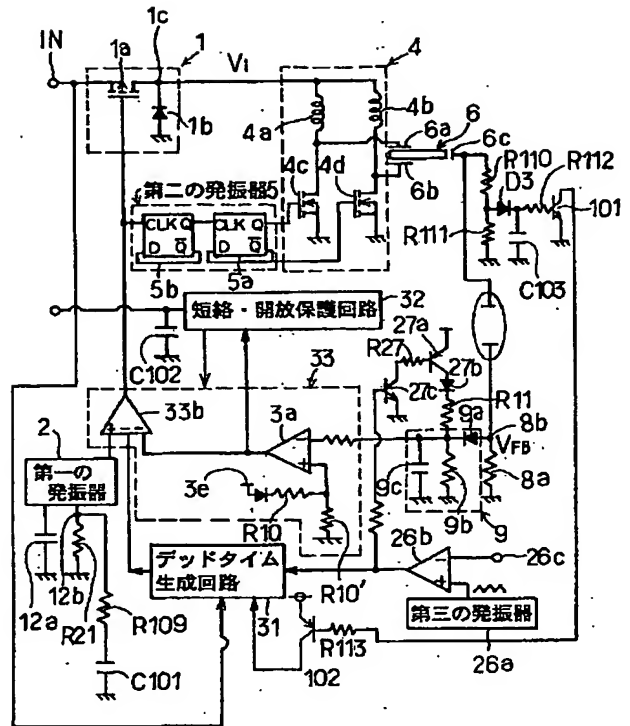 IN
1a
1c
1
Vi
4
1b
4a
4b
6a
6
6c
4c
4d
6b
R110
D3
R112
101
第二の発振器5
CLK Q
D Q̅
CLK Q
D Q̅
5b
5a
R111
C103
短絡・開放保護回路
32
C102
27a
R27
27b
27c
R11
33
33b
3a
9a
8b
VFB
8a
9c
9b
9
3e
R10
R10'
2
第一の発振器
12a
12b
R21
R109
C101
デッドタイム
生成回路
31
26b
26c
第三の発振器
26a
R113
102